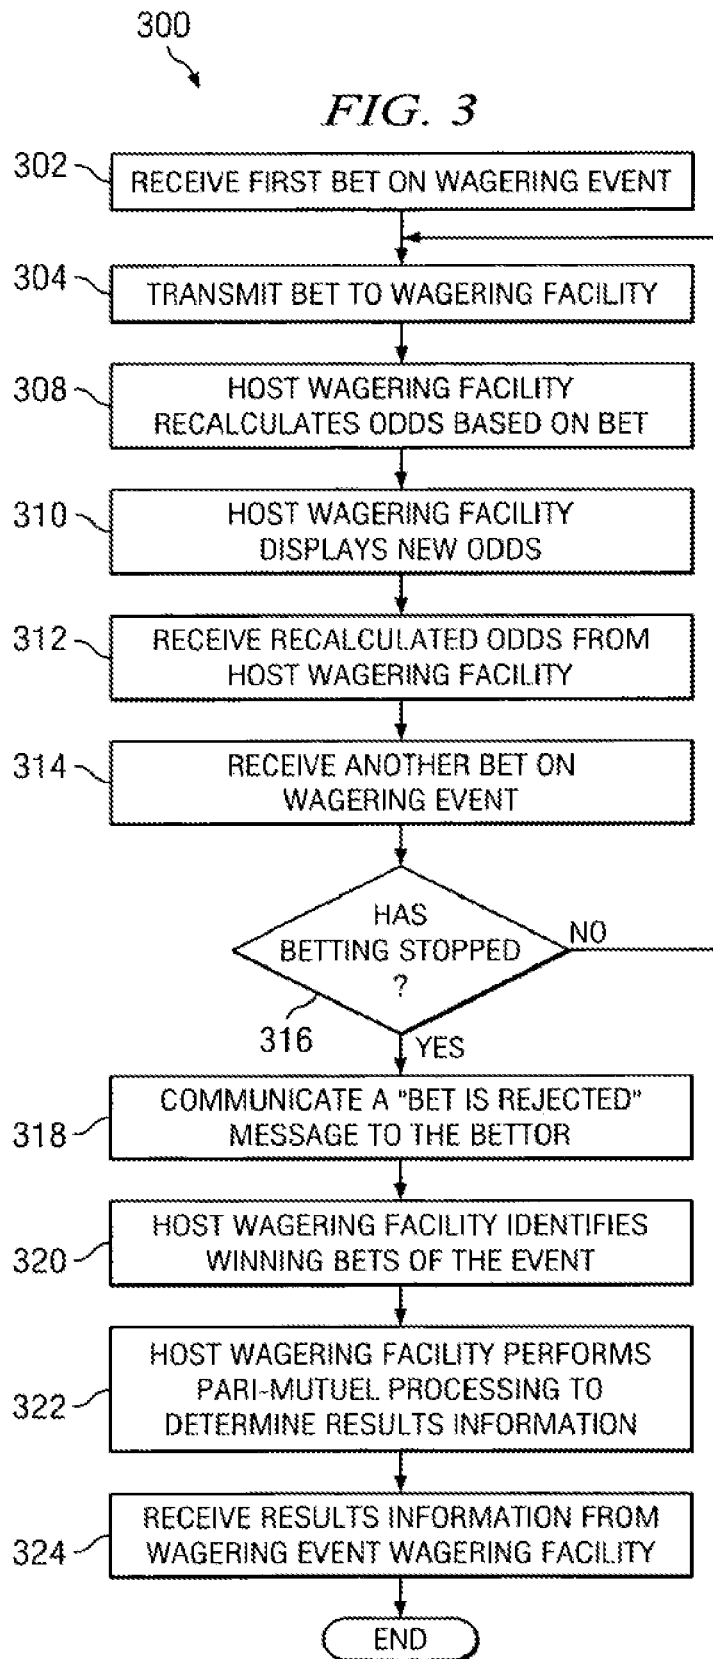 300
FIG. 3
302
RECEIVE FIRST BET ON WAGERING EVENT
304
TRANSMIT BET TO WAGERING FACILITY
308
HOST WAGERING FACILITY
RECALCULATES ODDS BASED ON BET
310
HOST WAGERING FACILITY
DISPLAYS NEW ODDS
312
RECEIVE RECALCULATED ODDS FROM
HOST WAGERING FACILITY
314
RECEIVE ANOTHER BET ON
WAGERING EVENT
HAS
BETTING STOPPED
?
NO
316
YES
318
COMMUNICATE A "BET IS REJECTED"
MESSAGE TO THE BETTOR
320
HOST WAGERING FACILITY IDENTIFIES
WINNING BETS OF THE EVENT
322
HOST WAGERING FACILITY PERFORMS
PARI-MUTUEL PROCESSING TO
DETERMINE RESULTS INFORMATION
324
RECEIVE RESULTS INFORMATION FROM
WAGERING EVENT WAGERING FACILITY
END